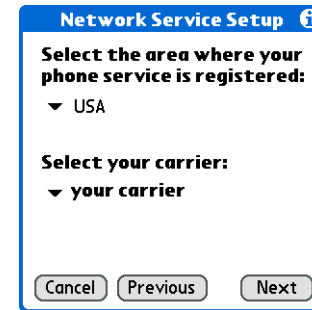 Network Service Setup
Select the area where your
phone service is registered:
USA
Select your carrier:
your carrier
Cancel Previous Next